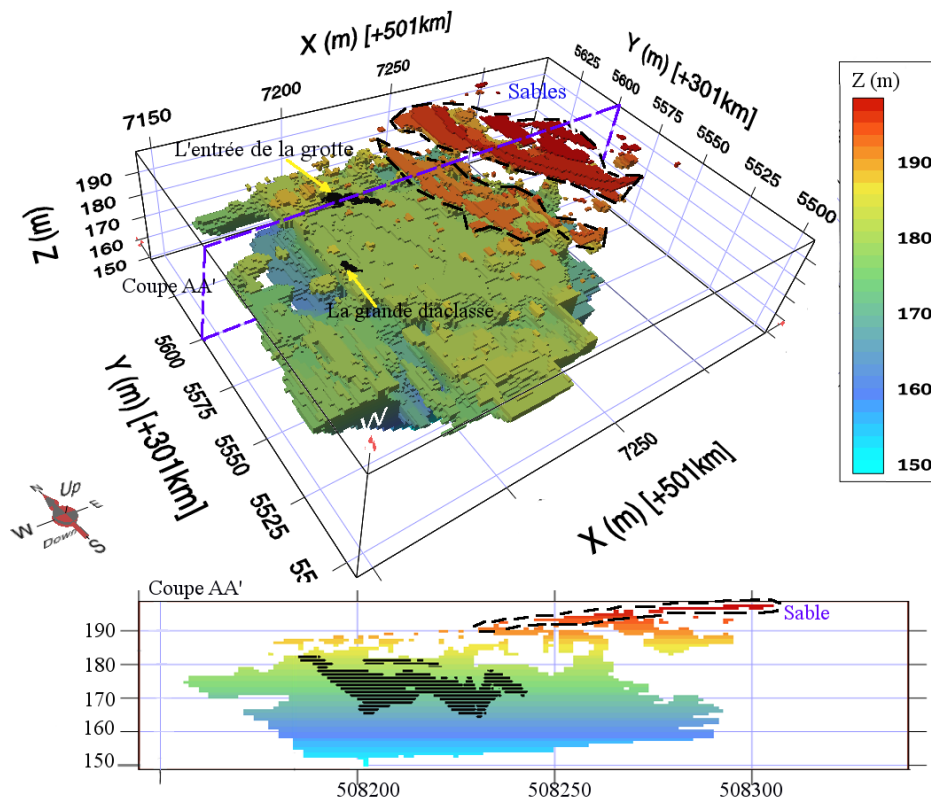 X (m) [+501km]
7150
7200
7250
Y (m) [+301km]
5625
5600
5575
5550
5525
5500
Sables
L'entrée de la grotte
Z (m)
190
180
170
160
150
Z (m)
190
180
170
160
150
Coupe AA'
La grande diaclasse
5600
5575
5550
5525
55
Y (m) [+301km]
W
7250
X (m) [+501km]
N
Up
E
W
Down
S
Coupe AA'
Sable
190
180
170
160
150
508200
508250
508300